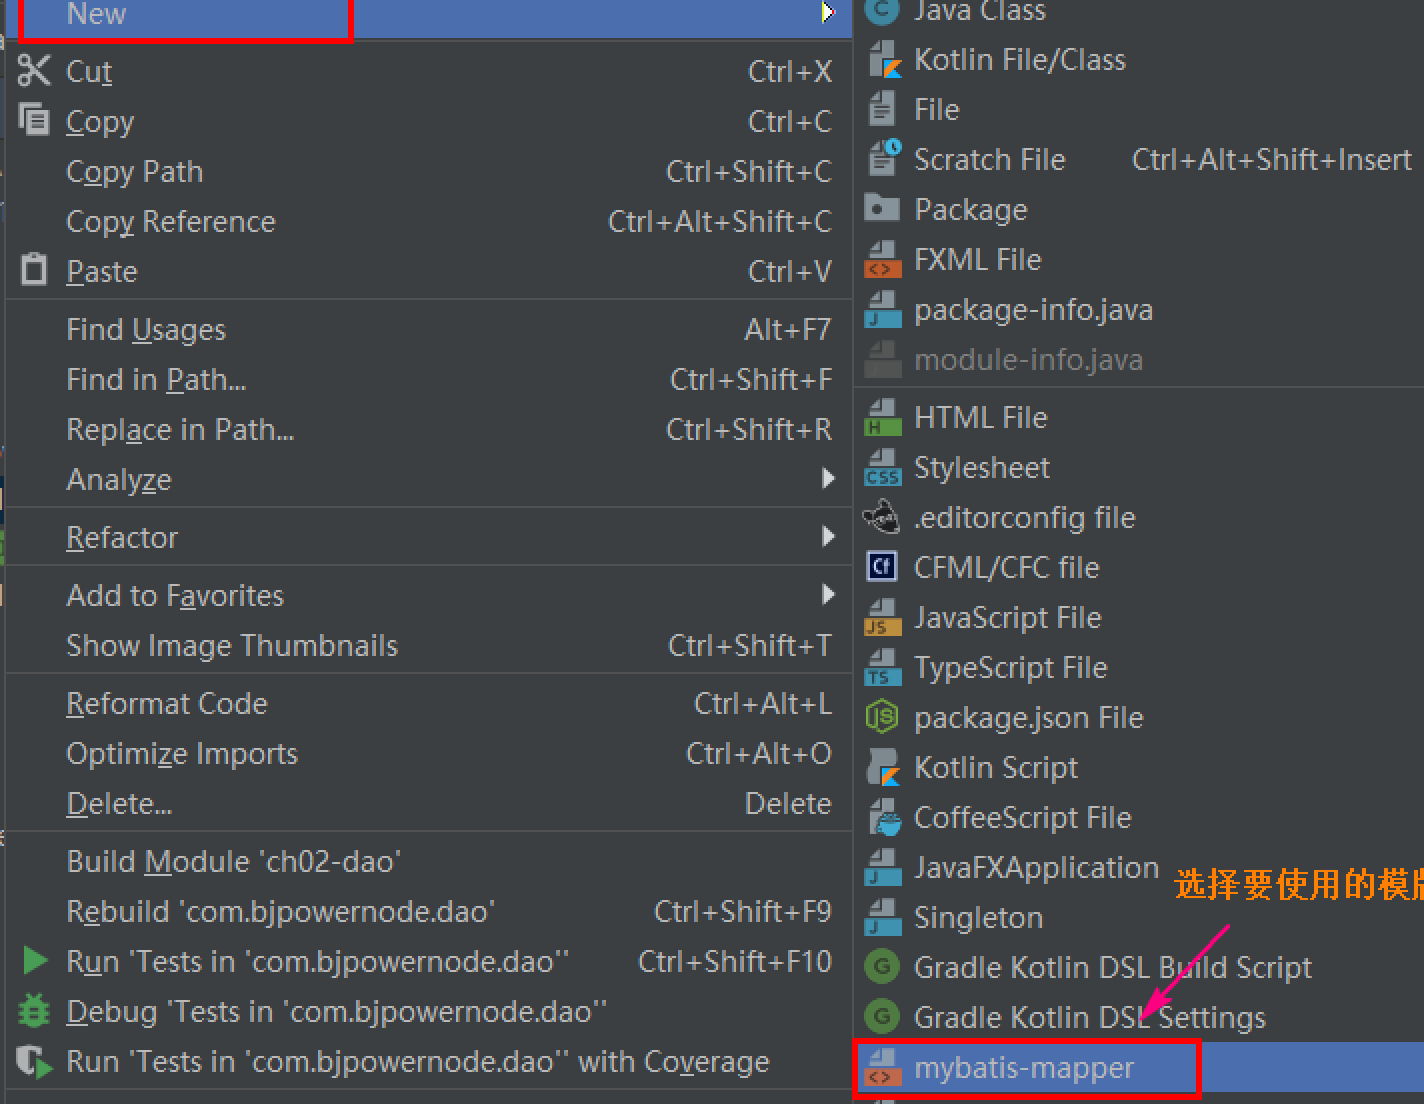 New
Cut Ctrl+X
Copy Ctrl+C
Copy Path Ctrl+Shift+C
Copy Reference Ctrl+Alt+Shift+C
Paste Ctrl+V
Find Usages Alt+F7
Find in Path... Ctrl+Shift+F
Replace in Path... Ctrl+Shift+R
Analyze
Refactor
Add to Favorites
Show Image Thumbnails Ctrl+Shift+T
Reformat Code Ctrl+Alt+L
Optimize Imports Ctrl+Alt+O
Delete... Delete
Build Module 'ch02-dao'
Rebuild 'com.bjpowernode.dao' Ctrl+Shift+F9
Run 'Tests in 'com.bjpowernode.dao'' Ctrl+Shift+F10
Debug 'Tests in 'com.bjpowernode.dao''
Run 'Tests in 'com.bjpowernode.dao'' with Coverage
Java Class
Kotlin File/Class
File
Scratch File Ctrl+Alt+Shift+Insert
Package
FXML File
package-info.java
module-info.java
HTML File
Stylesheet
.editorconfig file
CFML/CFC file
JavaScript File
TypeScript File
package.json File
Kotlin Script
CoffeeScript File
JavaFXApplication
选择要使用的模版
Singleton
Gradle Kotlin DSL Build Script
Gradle Kotlin DSL Settings
mybatis-mapper